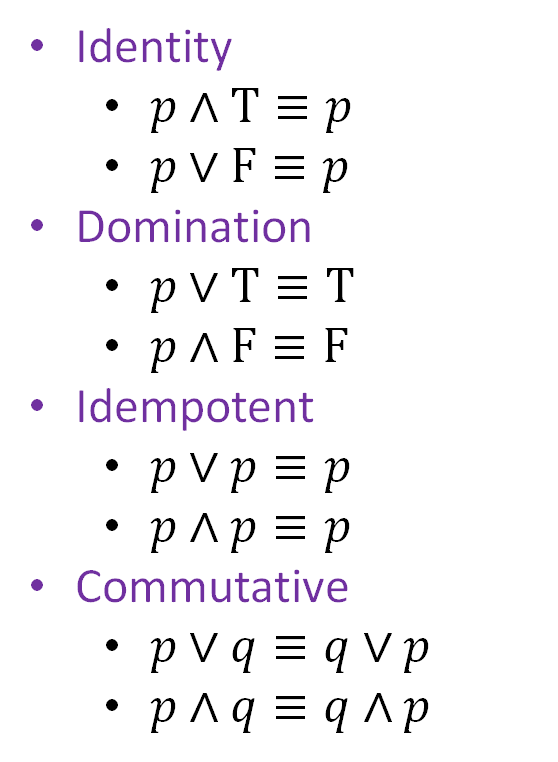 • Identity
• p ∧ T ≡ p
• p ∨ F ≡ p
• Domination
• p ∨ T ≡ T
• p ∧ F ≡ F
• Idempotent
• p ∨ p ≡ p
• p ∧ p ≡ p
• Commutative
• p ∨ q ≡ q ∨ p
• p ∧ q ≡ q ∧ p